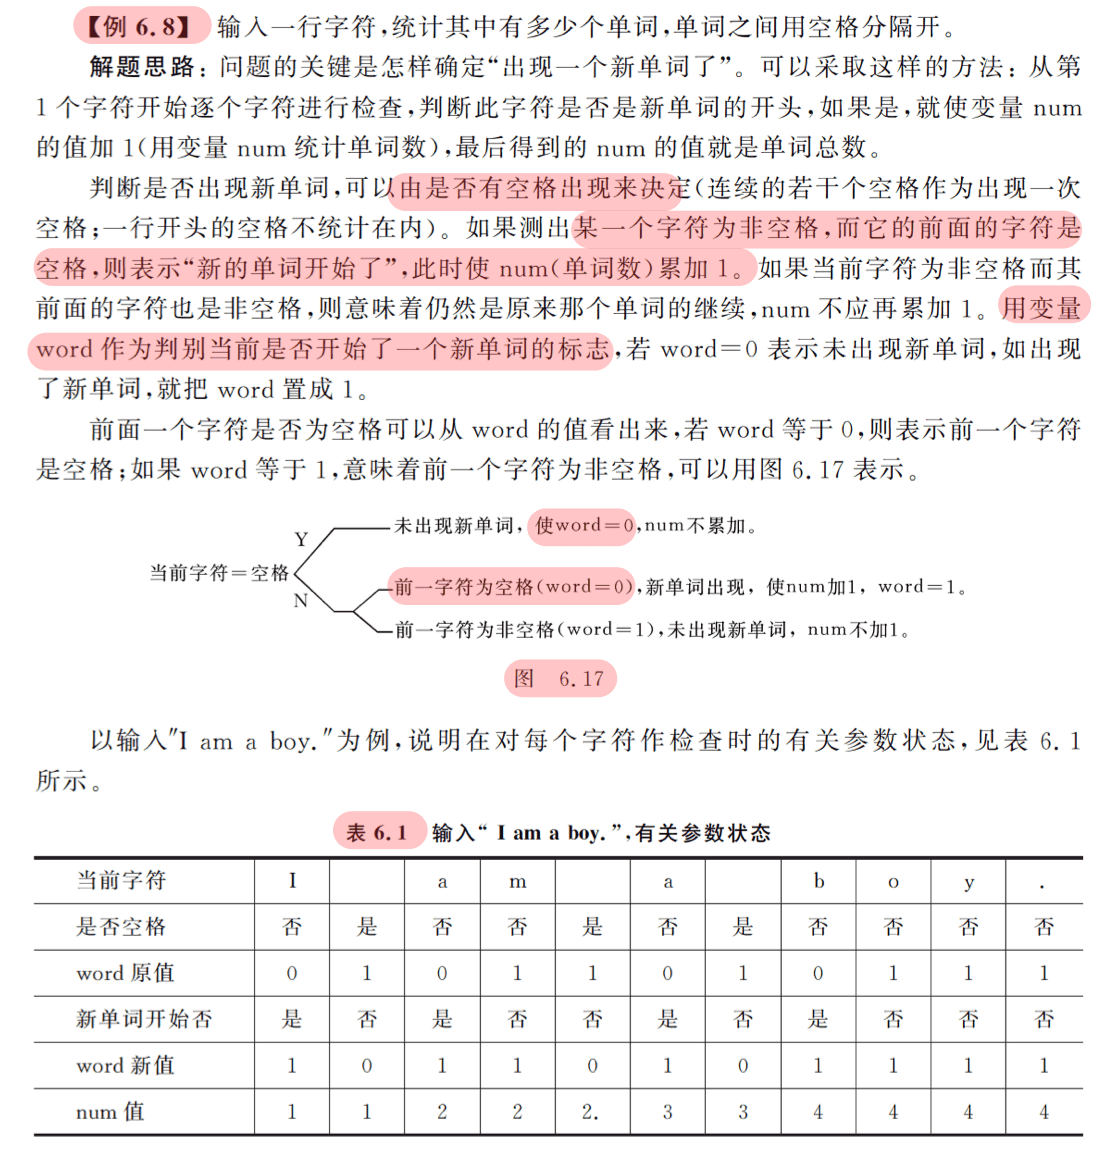 【例 6.8】 输入一行字符,统计其中有多少个单词,单词之间用空格分隔开。
解题思路: 问题的关键是怎样确定“出现一个新单词了”。可以采取这样的方法: 从第
1 个字符开始逐个字符进行检查,判断此字符是否是新单词的开头,如果是,就使变量 num
的值加 1(用变量 num 统计单词数),最后得到的 num 的值就是单词总数。
判断是否出现新单词,可以由是否有空格出现来决定(连续的若干个空格作为出现一次
空格;一行开头的空格不统计在内)。如果测出某一个字符为非空格,而它的前面的字符是
空格,则表示“新的单词开始了”,此时使 num(单词数)累加 1。如果当前字符为非空格而其
前面的字符也是非空格,则意味着仍然是原来那个单词的继续,num 不应再累加 1。用变量
word 作为判别当前是否开始了一个新单词的标志,若 word=0 表示未出现新单词,如出现
了新单词,就把 word 置成 1。
前面一个字符是否为空格可以从 word 的值看出来,若 word 等于 0,则表示前一个字符
是空格;如果 word 等于 1,意味着前一个字符为非空格,可以用图 6.17 表示。
未出现新单词, 使word=0,num不累加。
Y
当前字符=空格
前一字符为空格(word=0),新单词出现, 使num加1, word=1。
N
前一字符为非空格(word=1),未出现新单词, num不加1。
图 6.17
以输入"I am a boy."为例,说明在对每个字符作检查时的有关参数状态,见表 6.1
所示。
表 6.1 输入“ I am a boy. ”,有关参数状态
当前字符 I a m a b o y .
是否空格 否 是 否 否 是 否 是 否 否 否 否
word 原值 0 1 0 1 1 0 1 0 1 1 1
新单词开始否 是 否 是 否 否 是 否 是 否 否 否
word 新值 1 0 1 1 0 1 0 1 1 1 1
num 值 1 1 2 2 2. 3 3 4 4 4 4